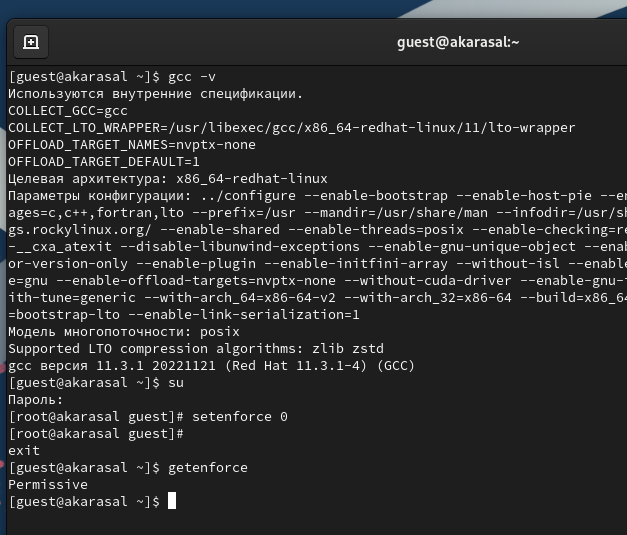 guest@akarasal:~
[guest@akarasal ~]$ gcc -v
Используются внутренние спецификации.
COLLECT_GCC=gcc
COLLECT_LTO_WRAPPER=/usr/libexec/gcc/x86_64-redhat-linux/11/lto-wrapper
OFFLOAD_TARGET_NAMES=nvptx-none
OFFLOAD_TARGET_DEFAULT=1
Целевая архитектура: x86_64-redhat-linux
Параметры конфигурации: ../configure --enable-bootstrap --enable-host-pie --en
ages=c,c++,fortran,lto --prefix=/usr --mandir=/usr/share/man --infodir=/usr/sh
gs.rockylinux.org/ --enable-shared --enable-threads=posix --enable-checking=re
-__cxa_atexit --disable-libunwind-exceptions --enable-gnu-unique-object --enab
or-version-only --enable-plugin --enable-initfini-array --without-isl --enable
e=gnu --enable-offload-targets=nvptx-none --without-cuda-driver --enable-gnu-i
ith-tune=generic --with-arch_64=x86-64-v2 --with-arch_32=x86-64 --build=x86_64
=bootstrap-lto --enable-link-serialization=1
Модель многопоточности: posix
Supported LTO compression algorithms: zlib zstd
gcc версия 11.3.1 20221121 (Red Hat 11.3.1-4) (GCC)
[guest@akarasal ~]$ su
Пароль:
[root@akarasal guest]# setenforce 0
[root@akarasal guest]#
exit
[guest@akarasal ~]$ getenforce
Permissive
[guest@akarasal ~]$